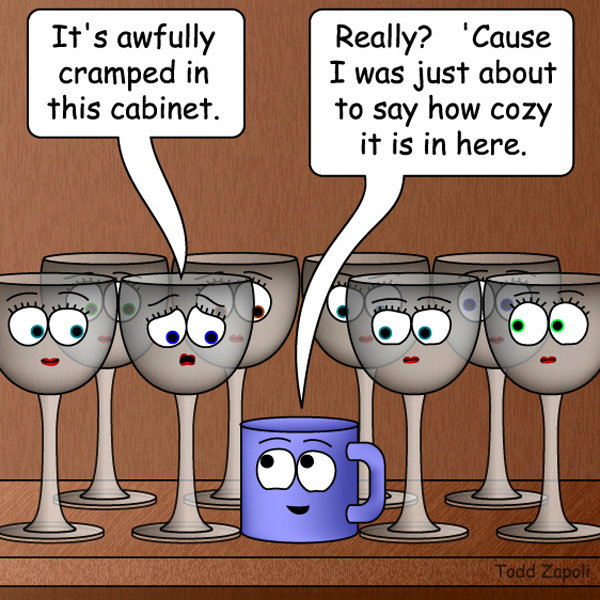 It's awfully
cramped in
this cabinet.
Really? 'Cause
I was just about
to say how cozy
it is in here.
Todd Zapoli